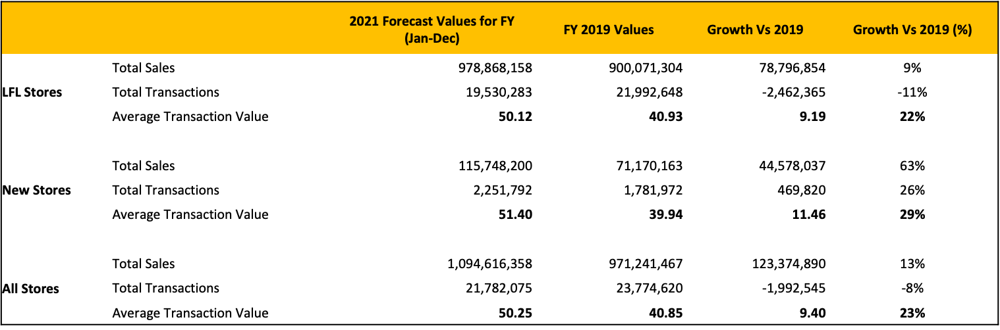 2021 Forecast Values for FY (Jan-Dec) FY 2019 Values Growth Vs 2019 Growth Vs 2019 (%)
Total Sales 978,868,158 900,071,304 78,796,854 9%
LFL Stores Total Transactions 19,530,283 21,992,648 -2,462,365 -11%
Average Transaction Value 50.12 40.93 9.19 22%
Total Sales 115,748,200 71,170,163 44,578,037 63%
New Stores Total Transactions 2,251,792 1,781,972 469,820 26%
Average Transaction Value 51.40 39.94 11.46 29%
Total Sales 1,094,616,358 971,241,467 123,374,890 13%
All Stores Total Transactions 21,782,075 23,774,620 -1,992,545 -8%
Average Transaction Value 50.25 40.85 9.40 23%